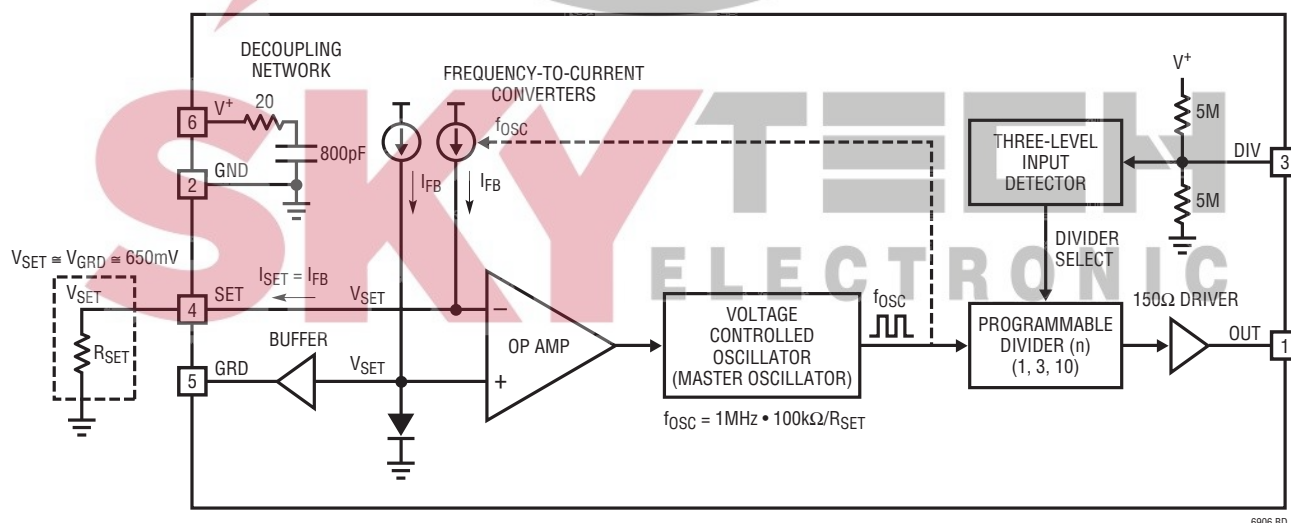 DECOUPLING
NETWORK
FREQUENCY-TO-CURRENT
CONVERTERS
V+
6
V+
20
800pF
fOSC
5M
THREE-LEVEL
INPUT
DETECTOR
DIV
3
2
GND
IFB
IFB
5M
SKY TECH
ELECTRONIC
DIVIDER
SELECT
VSET ≅ VGRD ≅ 650mV
VSET
RSET
4
SET
ISET = IFB
VSET
–
OP AMP
+
BUFFER
5
GRD
VSET
VOLTAGE
CONTROLLED
OSCILLATOR
(MASTER OSCILLATOR)
fOSC = 1MHz • 100kΩ/RSET
fOSC
PROGRAMMABLE
DIVIDER (n)
(1, 3, 10)
150Ω DRIVER
OUT
1
6906 BD